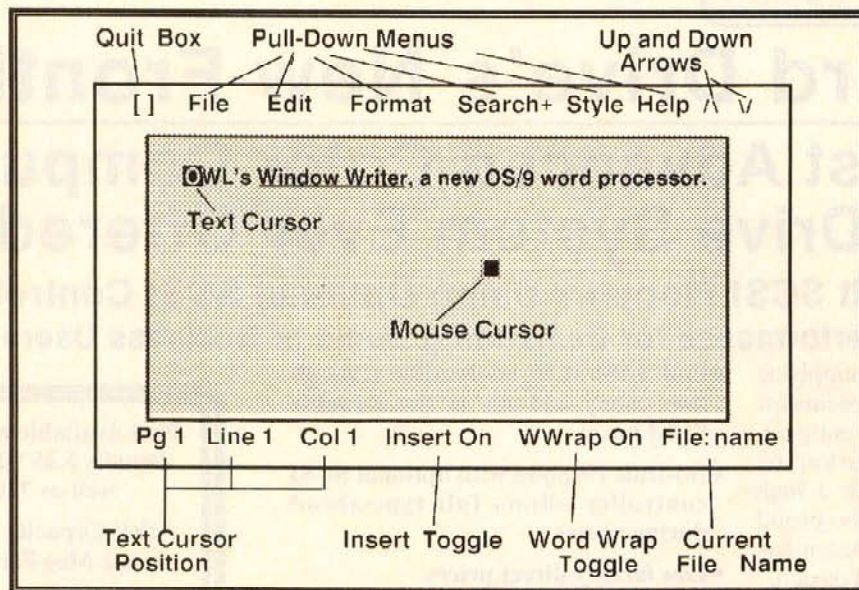 Quit Box Pull-Down Menus Up and Down
Arrows
[ ] File Edit Format Search+ Style Help /\ \/
OWL's Window Writer, a new OS/9 word processor.
Text Cursor
Mouse Cursor
Pg 1 Line 1 Col 1 Insert On WWrap On File: name
Text Cursor Insert Toggle Word Wrap Current
Position Toggle File Name